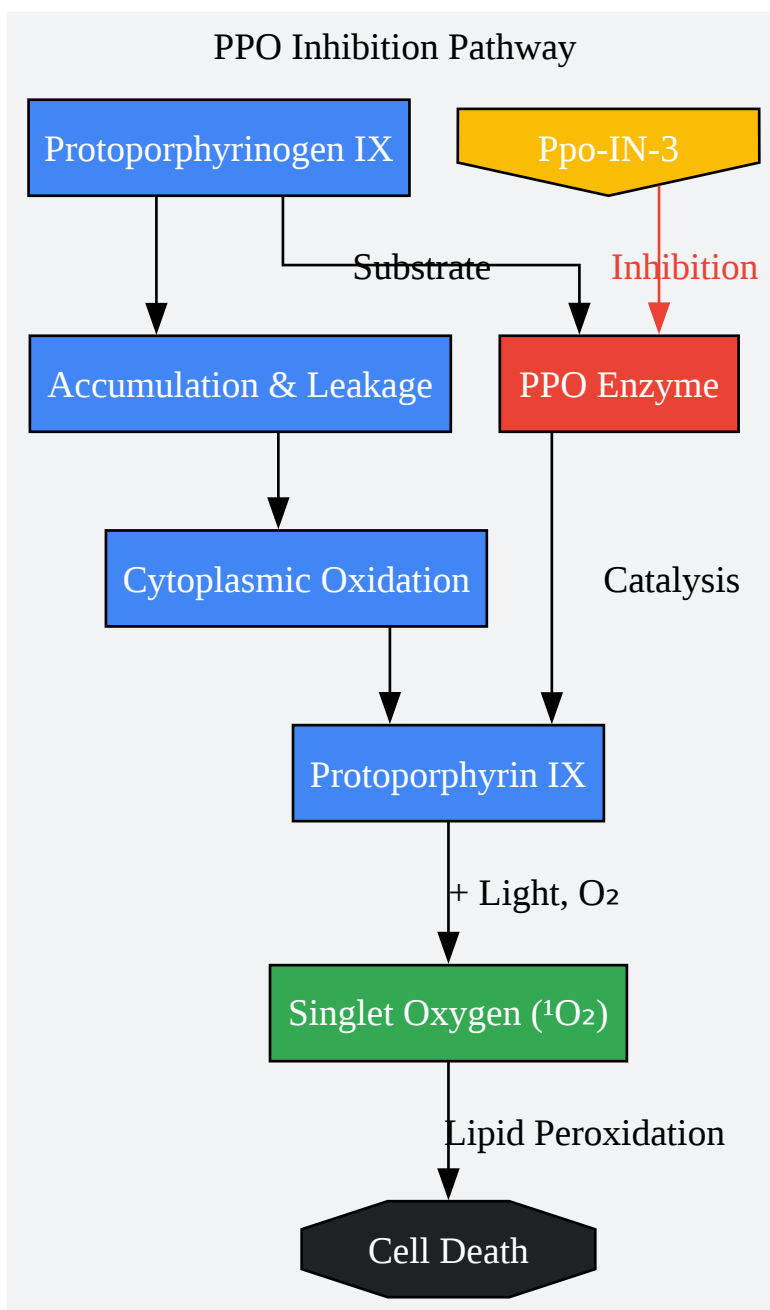 PPO Inhibition Pathway
Protoporphyrinogen IX
Ppo-IN-3
Substrate
Inhibition
Accumulation & Leakage
PPO Enzyme
Cytoplasmic Oxidation
Catalysis
Protoporphyrin IX
+ Light, O₂
Singlet Oxygen (¹O₂)
Lipid Peroxidation
Cell Death